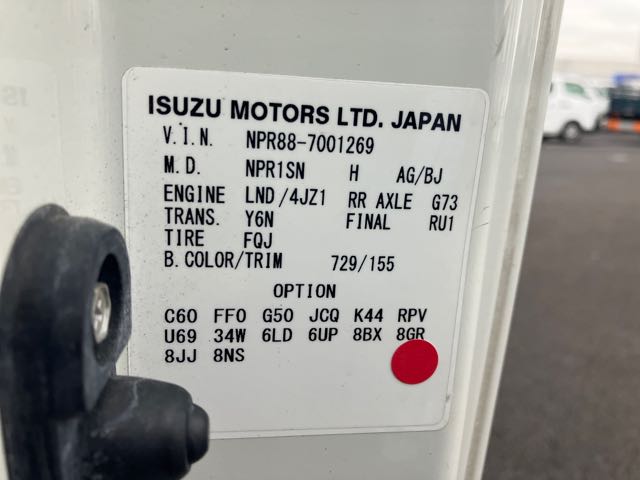 ISUZU MOTORS LTD. JAPAN
V.I.N. NPR88-7001269
M.D. NPR1SN H AG/BJ
ENGINE LND/4JZ1 RR AXLE G73
TRANS. Y6N FINAL RU1
TIRE FQJ
B.COLOR/TRIM 729/155
OPTION
C60 FF0 G50 JCQ K44 RPV
U69 34W 6LD 6UP 8BX 8GR
8JJ 8NS